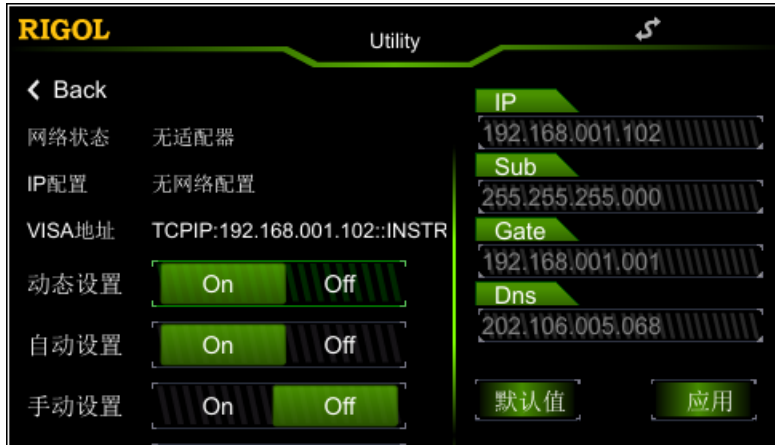 RIGOL
Utility
Back
网络状态 无适配器
IP配置 无网络配置
VISA地址 TCPIP:192.168.001.102::INSTR
动态设置 On Off
自动设置 On Off
手动设置 On Off
IP
192.168.001.102
Sub
255.255.255.000
Gate
192.168.001.001
Dns
202.106.005.068
默认值 应用